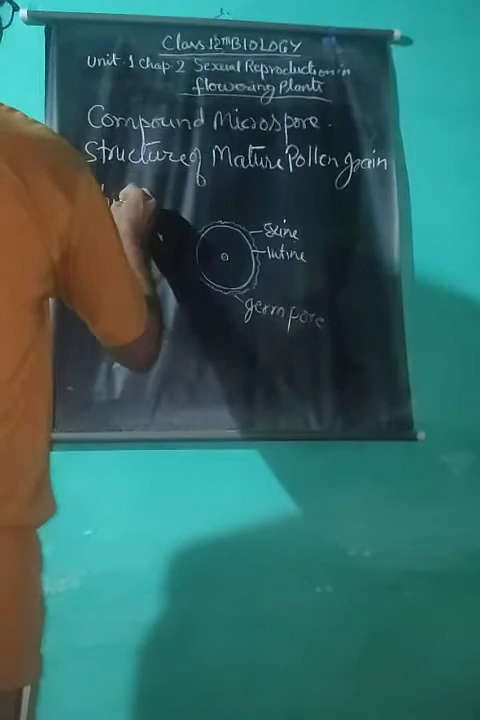 Class 12TH BIOLOGY
Unit-1 Chap. 2 Sexual Reproduction in
flowering Plants
Compound Microspore.
Structure of Mature Pollen grain
Exine
Intine
germ pore